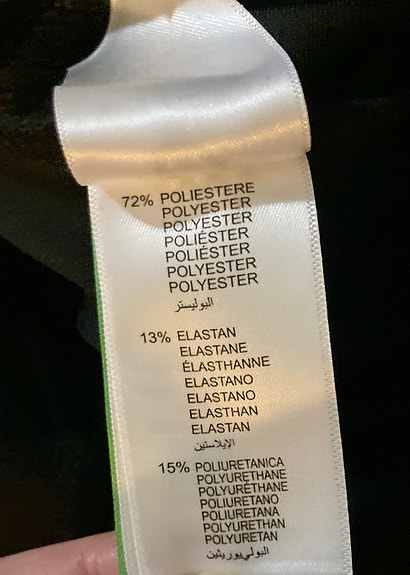 72% POLIESTERE
POLYESTER
POLYESTER
POLIÉSTER
POLIÉSTER
POLYESTER
POLYESTER
البوليستر
13% ELASTAN
ELASTANE
ÉLASTHANNE
ELASTANO
ELASTANO
ELASTHAN
ELASTAN
الايلاستين
15% POLIURETANICA
POLYURETHANE
POLYURÉTHANE
POLIURETANO
POLIURETANA
POLYURETHAN
POLYURETAN
البولي يوريثين